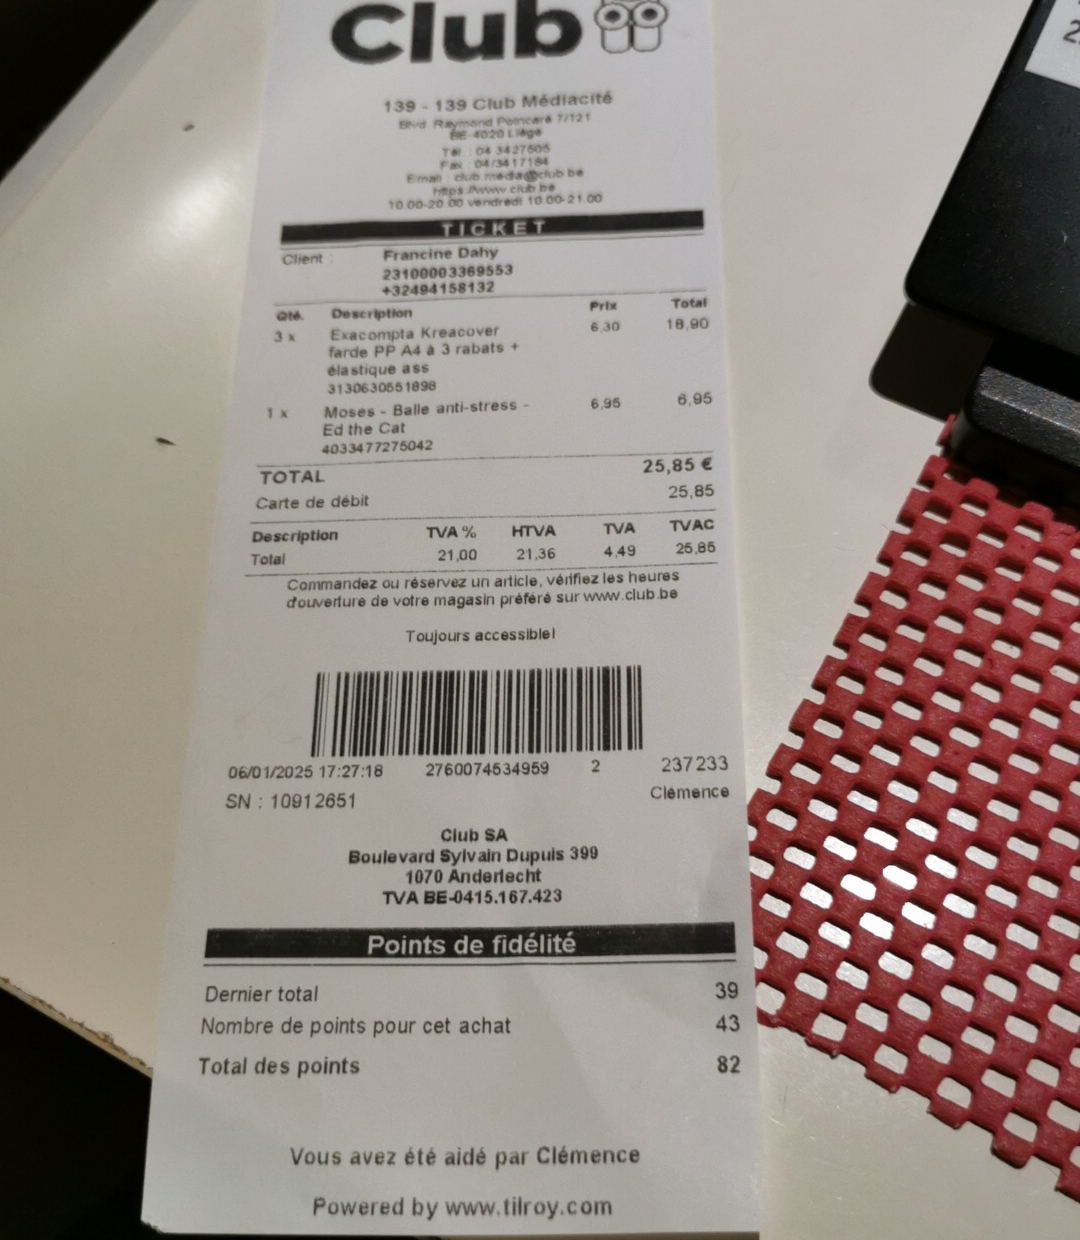 Club
139 - 139 Club Médiacité
Blvd. Raymond Poincaré 7/121
BE-4020 Liège
Tél. : 04 3427605
Fax : 04/3417184
Email : club.media@club.be
https://www.club.be
10.00-20.00 vendredi 10.00-21.00
TICKET
Client : Francine Dahy
23100003369553
+32494158132
Qté. Description Prix Total
3 x Exacompta Kreacover 6,30 18,90
farde PP A4 à 3 rabats +
élastique ass
3130630551898
1 x Moses - Balle anti-stress - 6,95 6,95
Ed the Cat
4033477275042
TOTAL 25,85 €
Carte de débit 25,85
Description TVA % HTVA TVA TVAC
Total 21,00 21,36 4,49 25,85
Commandez ou réservez un article, vérifiez les heures
d'ouverture de votre magasin préféré sur www.club.be
Toujours accessible!
06/01/2025 17:27:18 2760074534959 2 237233
SN : 10912651 Clémence
Club SA
Boulevard Sylvain Dupuis 399
1070 Anderlecht
TVA BE-0415.167.423
Points de fidélité
Dernier total 39
Nombre de points pour cet achat 43
Total des points 82
Vous avez été aidé par Clémence
Powered by www.tilroy.com